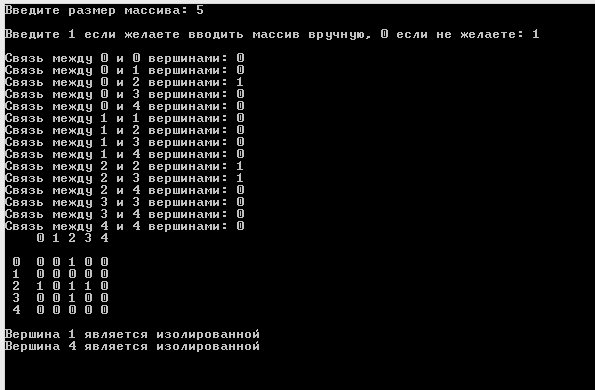 Введите размер массива: 5
Введите 1 если желаете вводить массив вручную, 0 если не желаете: 1
Связь между 0 и 0 вершинами: 0
Связь между 0 и 1 вершинами: 0
Связь между 0 и 2 вершинами: 1
Связь между 0 и 3 вершинами: 0
Связь между 0 и 4 вершинами: 0
Связь между 1 и 1 вершинами: 0
Связь между 1 и 2 вершинами: 0
Связь между 1 и 3 вершинами: 0
Связь между 1 и 4 вершинами: 0
Связь между 2 и 2 вершинами: 1
Связь между 2 и 3 вершинами: 1
Связь между 2 и 4 вершинами: 0
Связь между 3 и 3 вершинами: 0
Связь между 3 и 4 вершинами: 0
Связь между 4 и 4 вершинами: 0
0 1 2 3 4
0 0 0 1 0 0
1 0 0 0 0 0
2 1 0 1 1 0
3 0 0 1 0 0
4 0 0 0 0 0
Вершина 1 является изолированной
Вершина 4 является изолированной